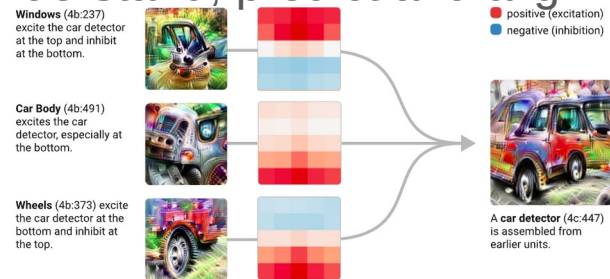 Windows (4b:237)
excite the car detector
at the top and inhibit
at the bottom.
positive (excitation)
negative (inhibition)
Car Body (4b:491)
excites the car
detector, especially at
the bottom.
Wheels (4b:373) excite
the car detector at the
bottom and inhibit at
the top.
A car detector (4c:447)
is assembled from
earlier units.